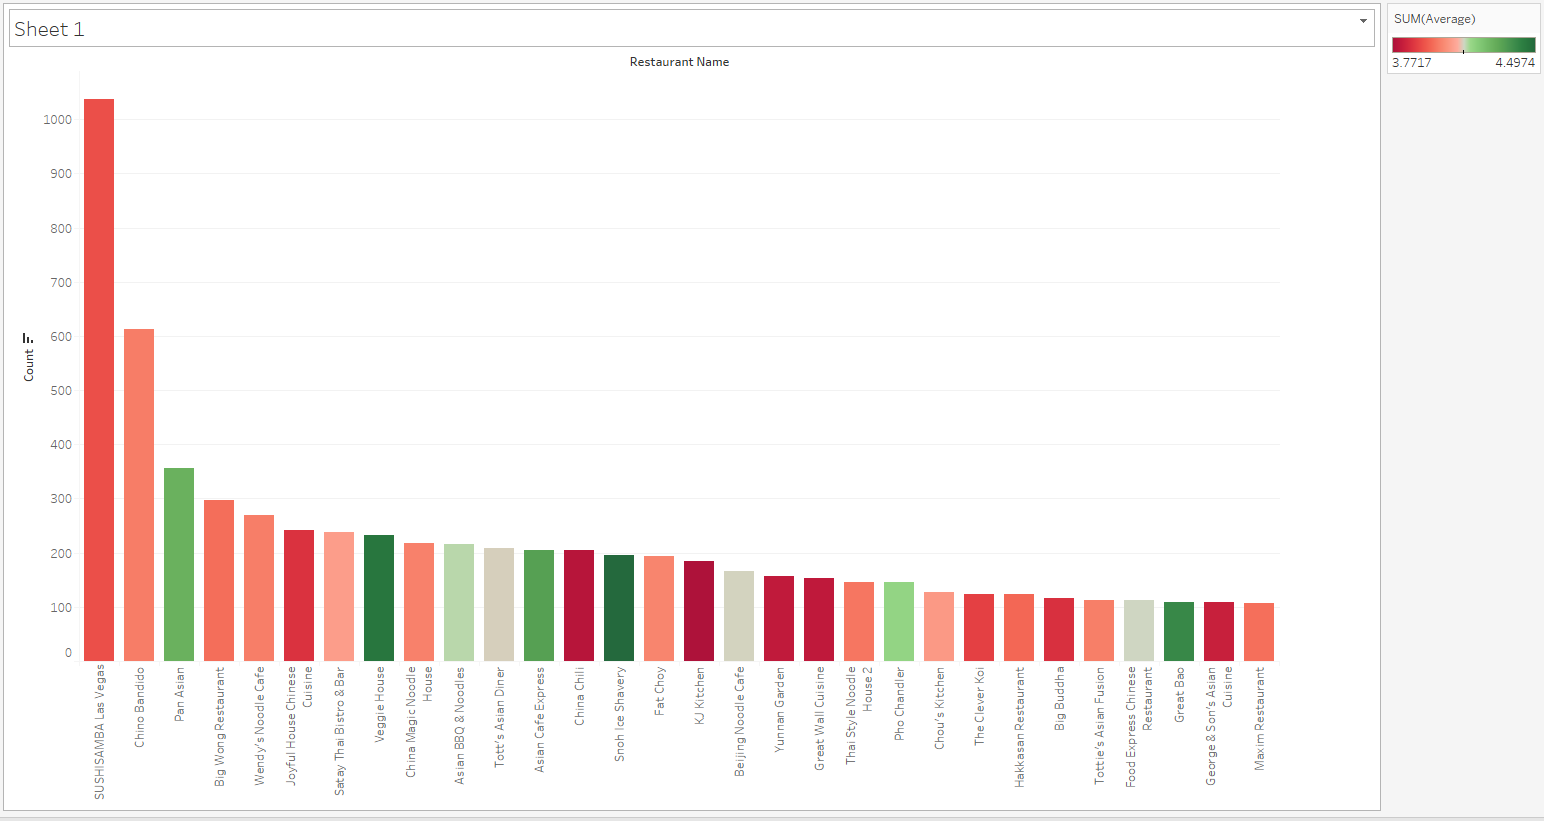 Sheet 1
SUM(Average)
3.7717 4.4974
Restaurant Name
Count
1000
900
800
700
600
500
400
300
200
100
0
SUSHISAMBA Las Vegas
Chino Bandido
Pan Asian
Big Wong Restaurant
Wendy's Noodle Cafe
Joyful House Chinese
Cuisine
Satay Thai Bistro & Bar
Veggie House
China Magic Noodle
House
Asian BBQ & Noodles
Tott's Asian Diner
Asian Cafe Express
China Chili
Snoh Ice Shavery
Fat Choy
KJ Kitchen
Beijing Noodle Cafe
Yunnan Garden
Great Wall Cuisine
Thai Style Noodle
House 2
Pho Chandler
Chou's Kitchen
The Clever Koi
Hakkasan Restaurant
Big Buddha
Tottie's Asian Fusion
Food Express Chinese
Restaurant
Great Bao
George & Son's Asian
Cuisine
Maxim Restaurant